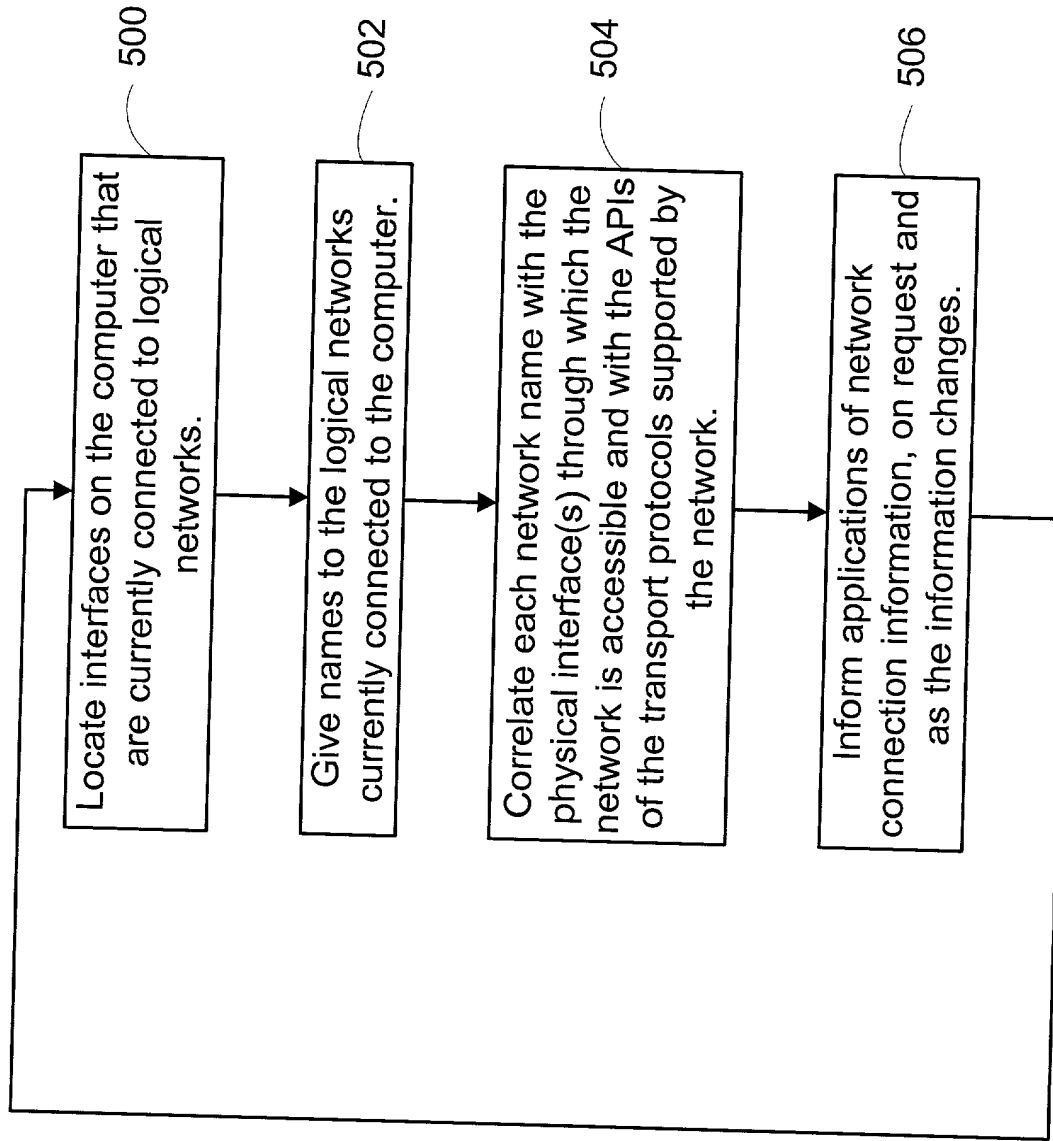 500
Locate interfaces on the computer that
are currently connected to logical
networks.
502
Give names to the logical networks
currently connected to the computer.
504
Correlate each network name with the
physical interface(s) through which the
network is accessible and with the APIs
of the transport protocols supported by
the network.
506
Inform applications of network
connection information, on request and
as the information changes.